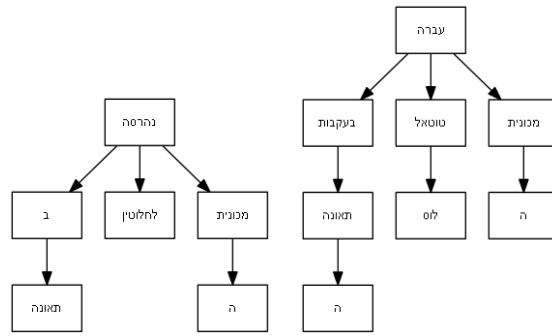 עברה
בעקבות טוטאל מכונית
תאונה לוס ה
ה
נהרסה
ב לחלוטין מכונית
תאונה ה